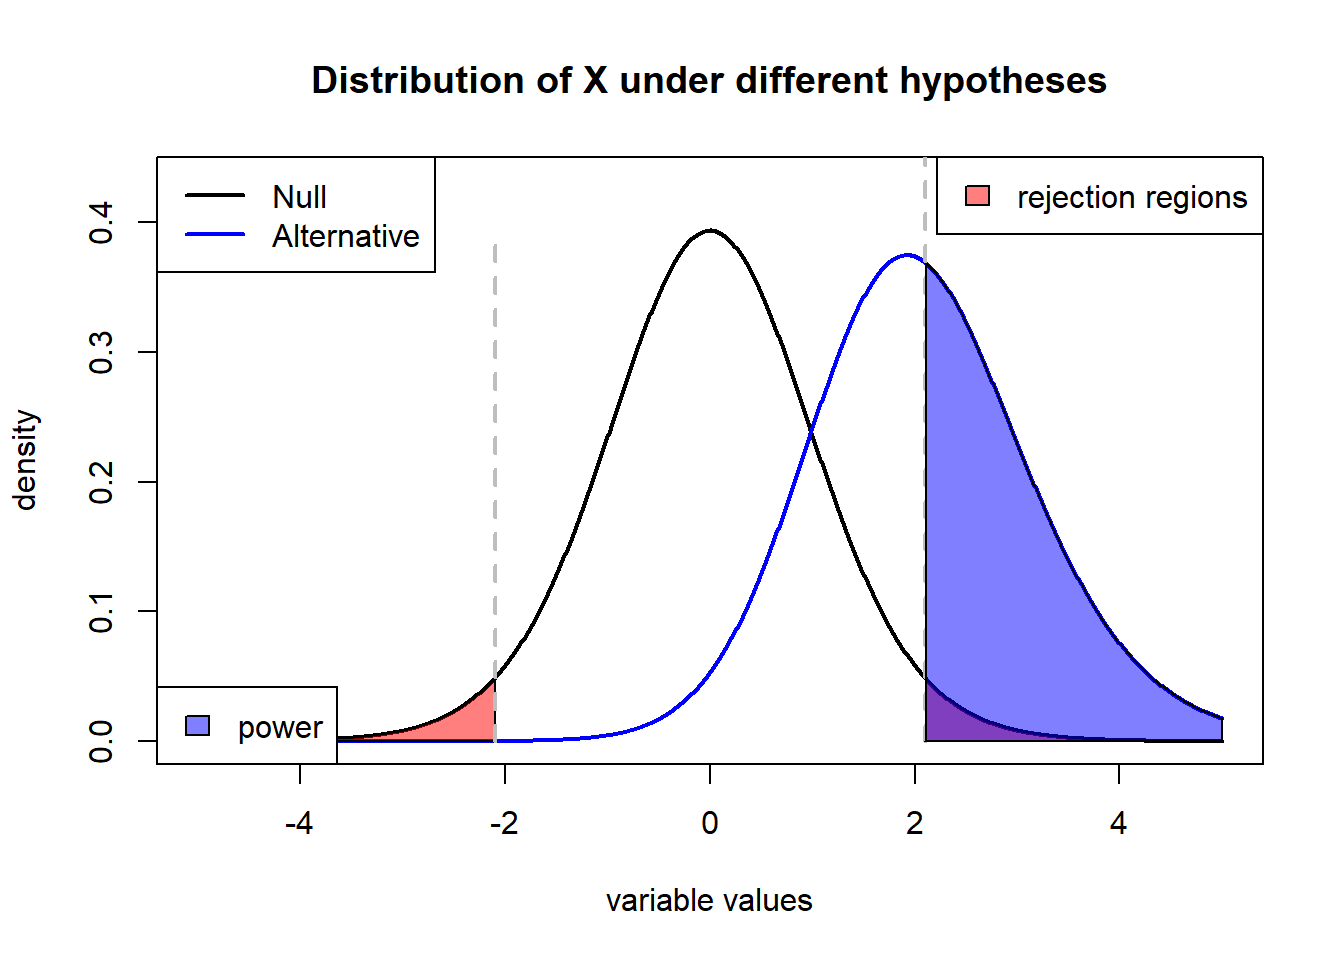 Distribution of X under different hypotheses
Null
Alternative
rejection regions
power
density
0.0
0.1
0.2
0.3
0.4
-4
-2
0
2
4
variable values